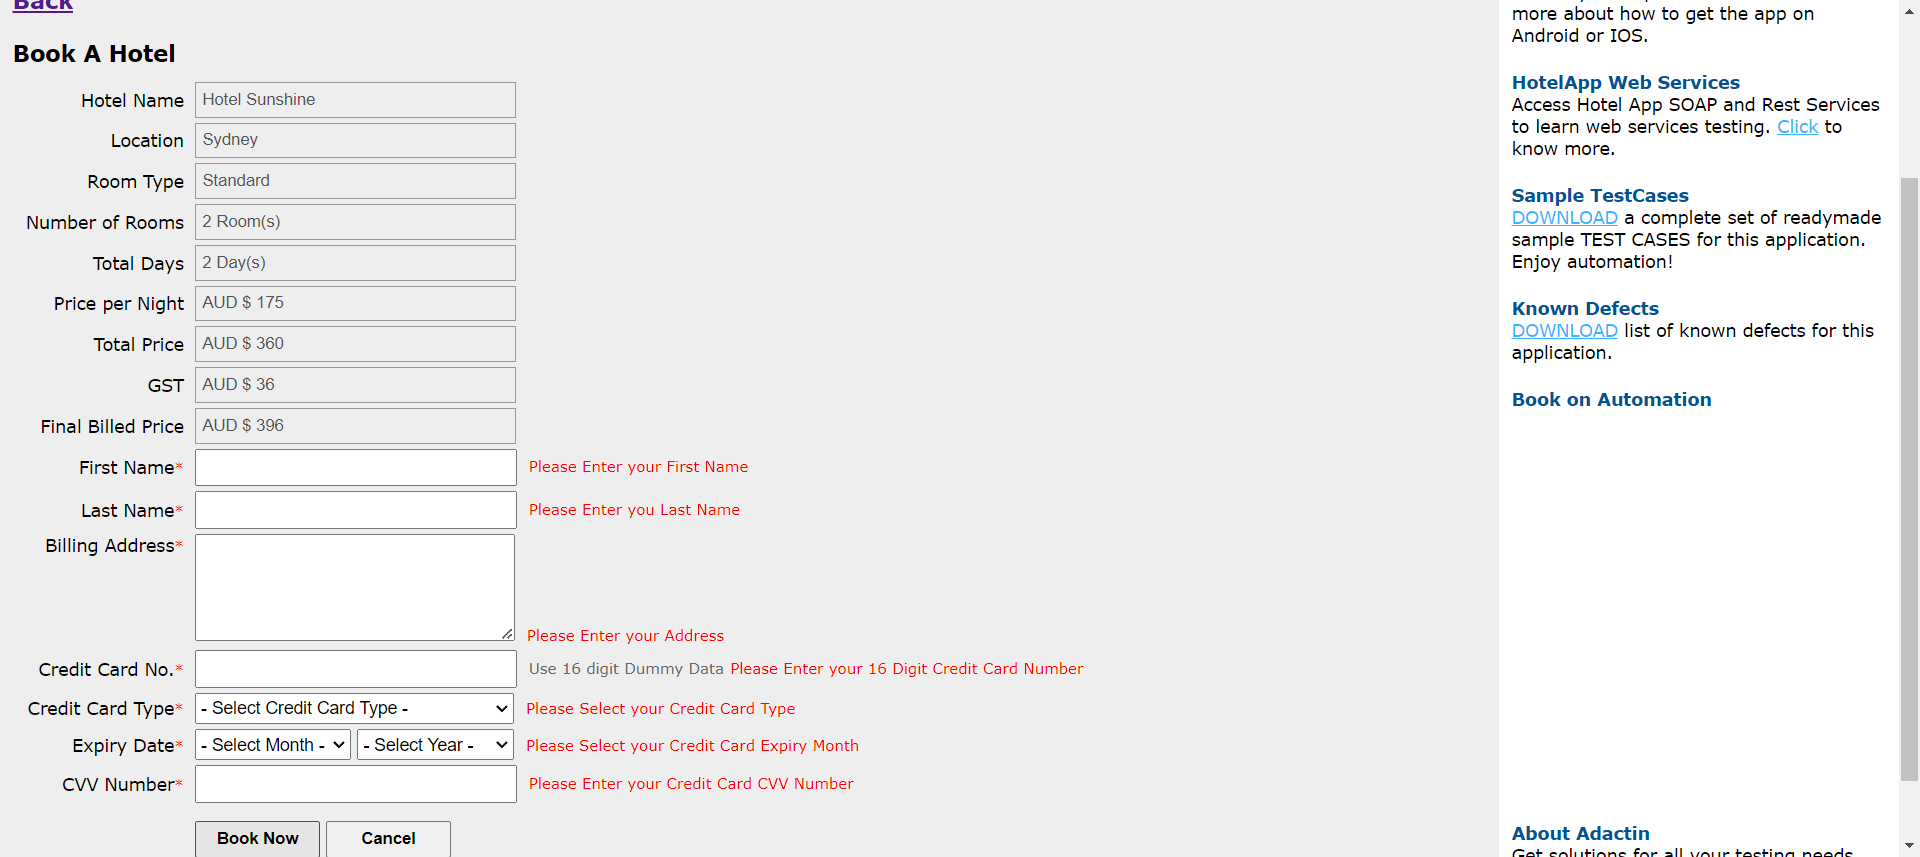 Back
Book A Hotel
Hotel Name Hotel Sunshine
Location Sydney
Room Type Standard
Number of Rooms 2 Room(s)
Total Days 2 Day(s)
Price per Night AUD $ 175
Total Price AUD $ 360
GST AUD $ 36
Final Billed Price AUD $ 396
First Name* Please Enter your First Name
Last Name* Please Enter you Last Name
Billing Address*
Please Enter your Address
Credit Card No.* Use 16 digit Dummy Data Please Enter your 16 Digit Credit Card Number
Credit Card Type* - Select Credit Card Type - Please Select your Credit Card Type
Expiry Date* - Select Month - - Select Year - Please Select your Credit Card Expiry Month
CVV Number* Please Enter your Credit Card CVV Number
Book Now Cancel
more about how to get the app on
Android or IOS.
HotelApp Web Services
Access Hotel App SOAP and Rest Services
to learn web services testing. Click to
know more.
Sample TestCases
DOWNLOAD a complete set of readymade
sample TEST CASES for this application.
Enjoy automation!
Known Defects
DOWNLOAD list of known defects for this
application.
Book on Automation
About Adactin
Get solutions for all your testing needs